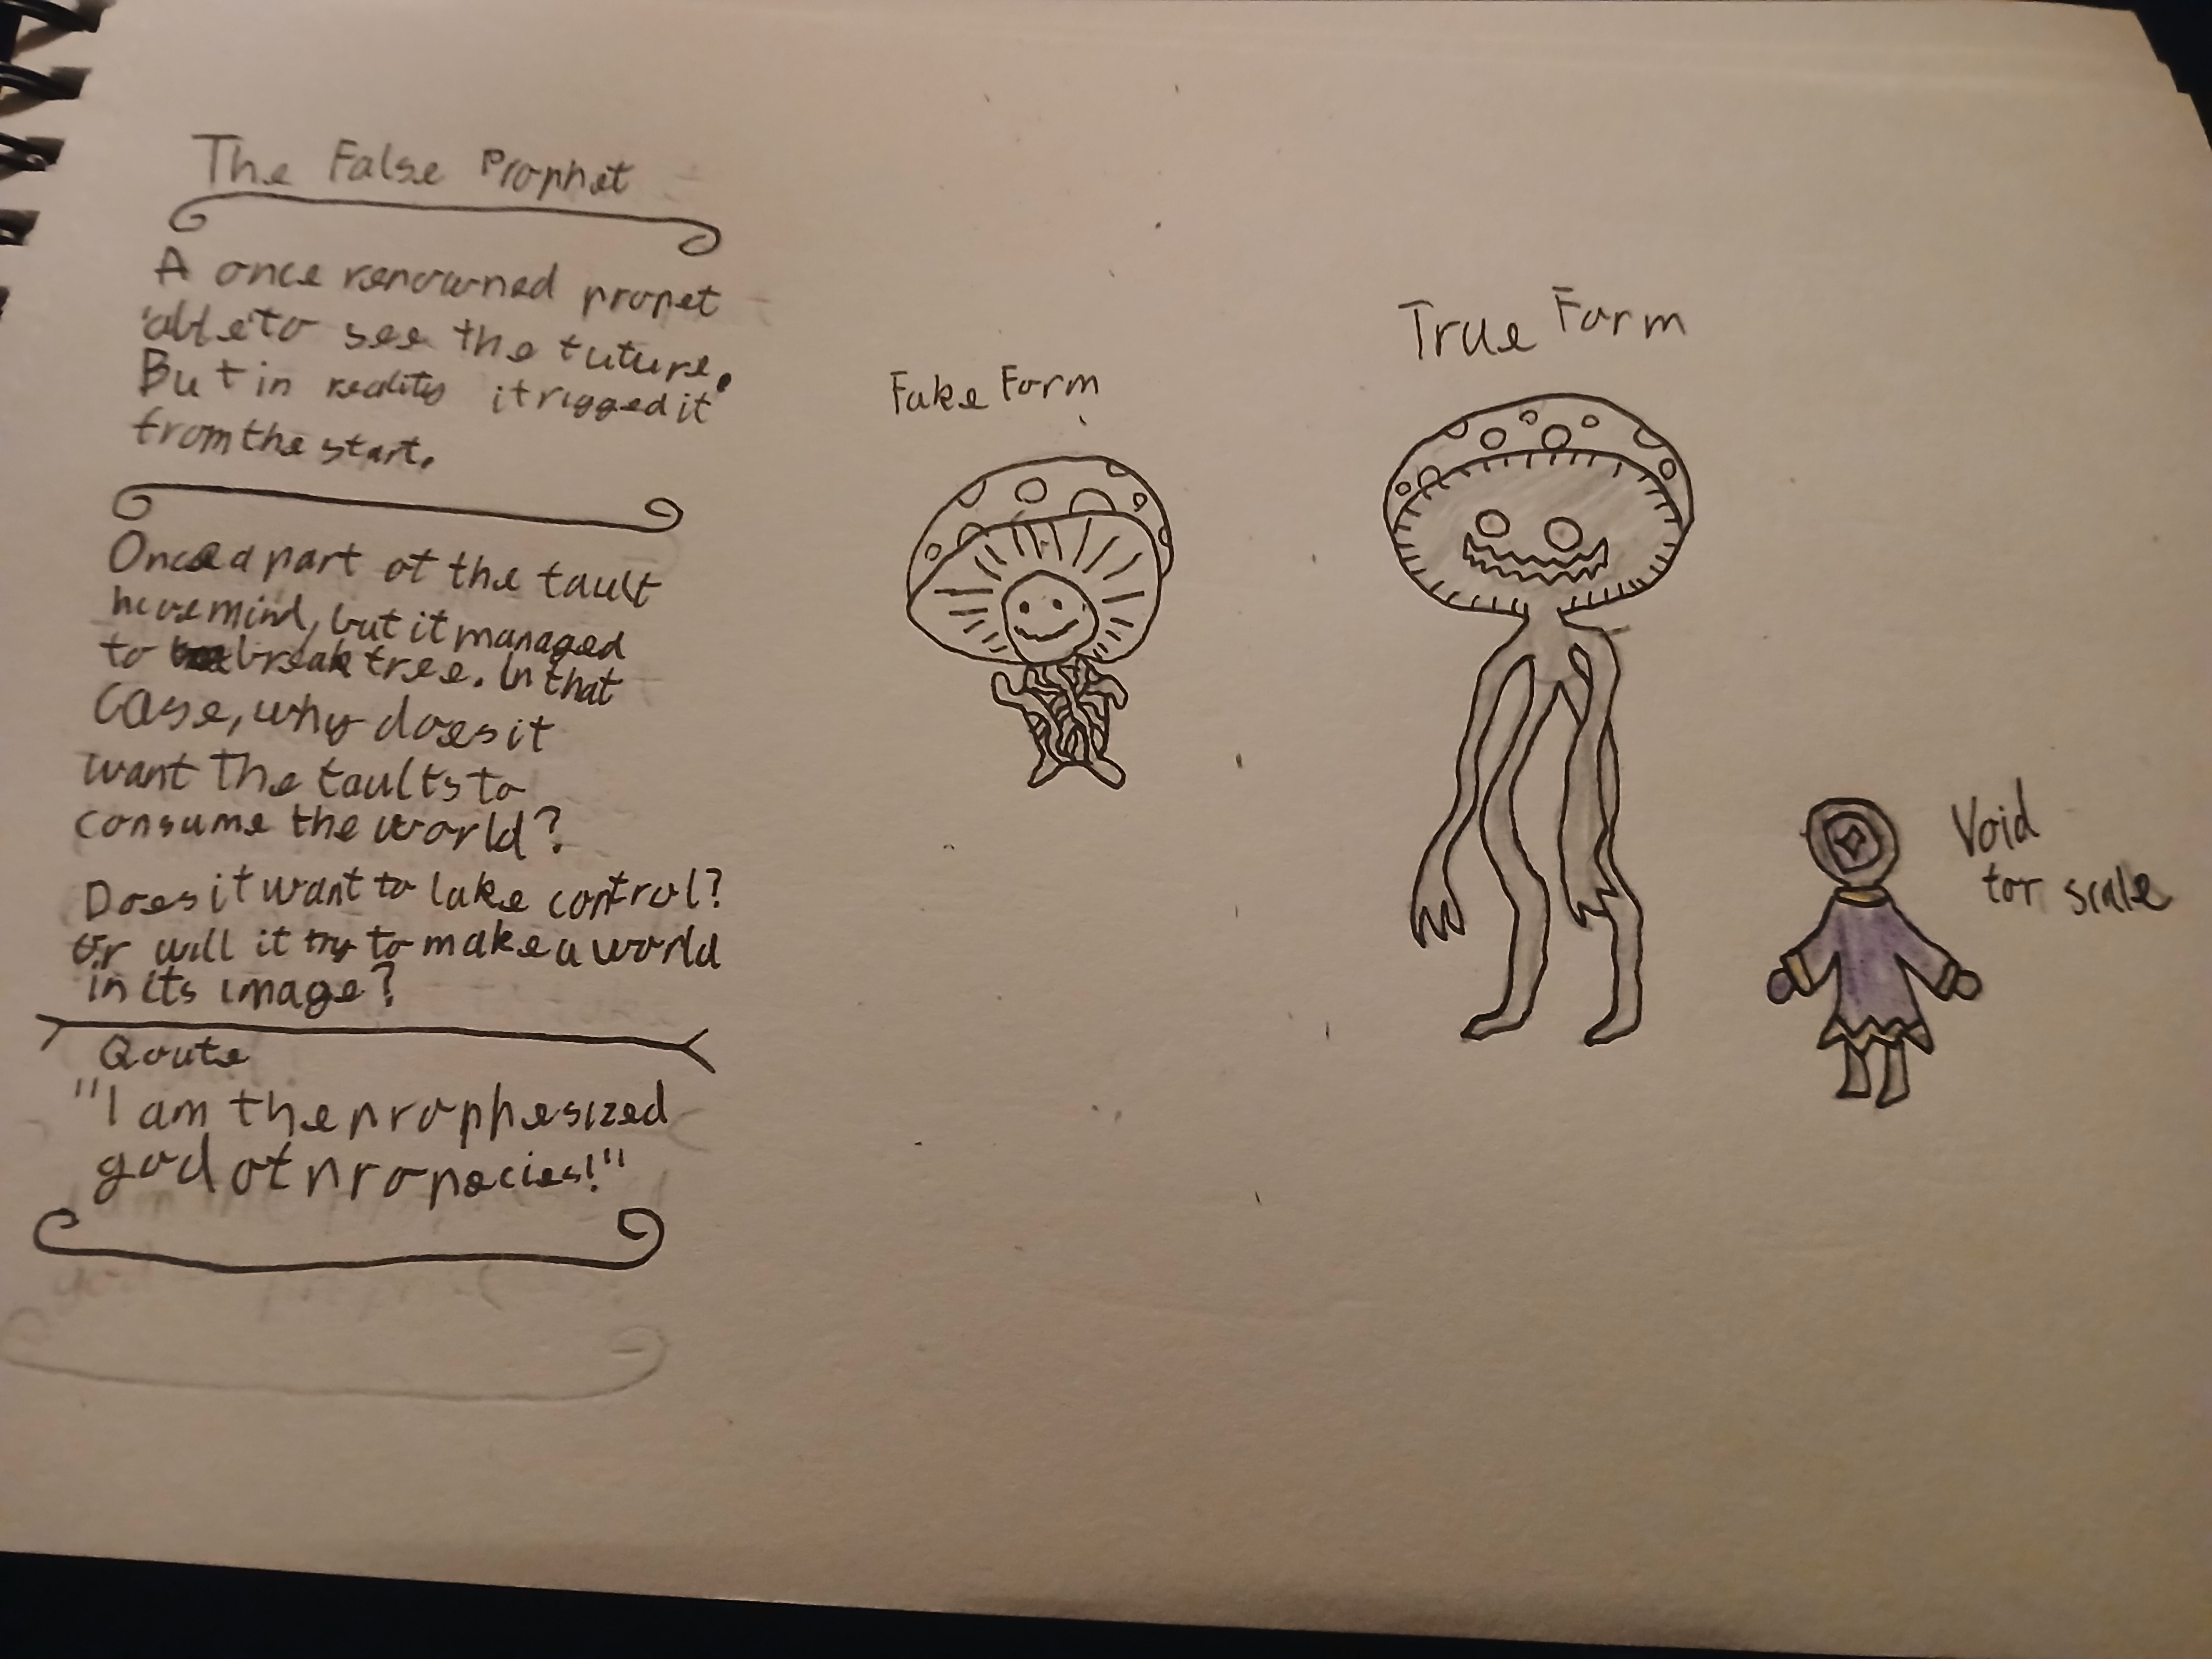 The False Prophet
A once renowned propet
'able' to see the future.
But in reality it rigged it
from the start.
Once a part of the fault
hivemind, but it managed
to break free. In that
case, why does it
want the faults to
consume the world?
Does it want to take control?
Or will it try to make a world
in its image?
Qoute
"I am the prophesized
god of propecies!"
Fake Form
True Form
Void
for scale